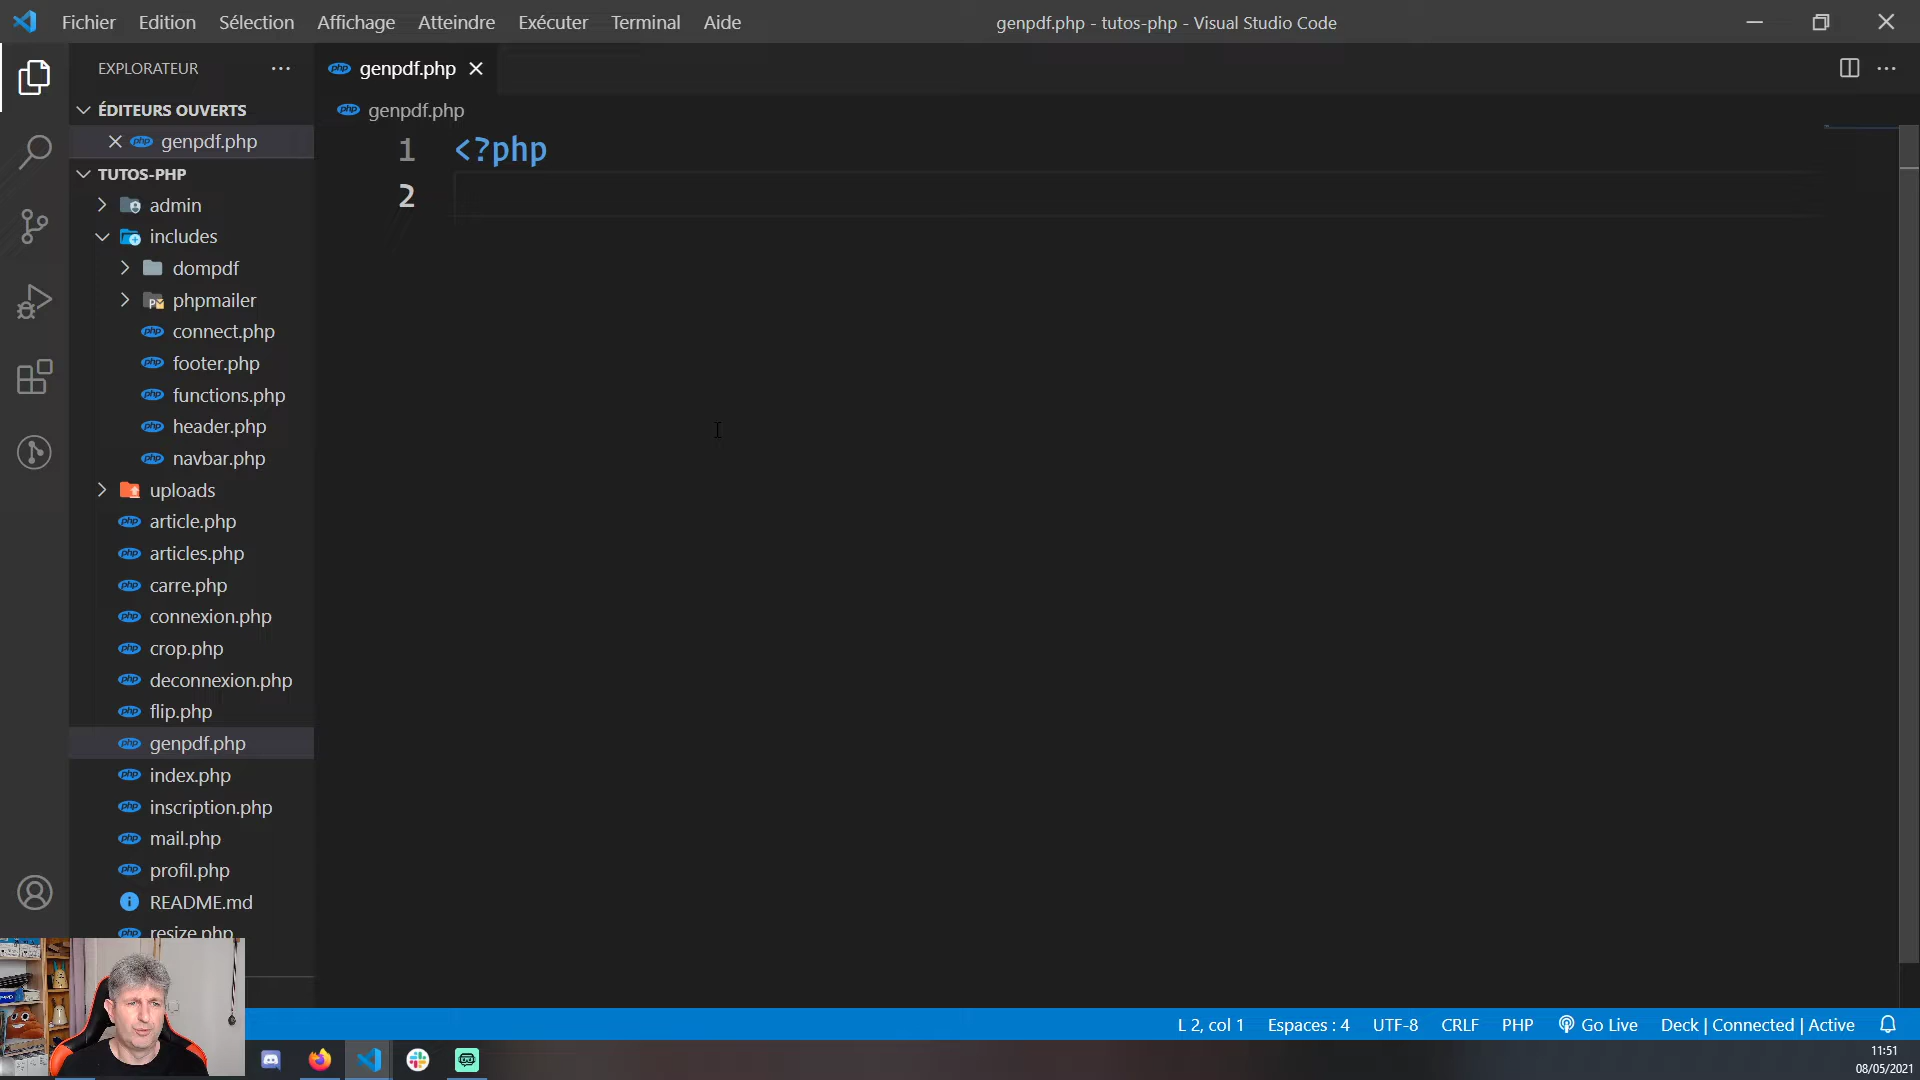 Fichier Edition Sélection Affichage Atteindre Exécuter Terminal Aide
genpdf.php - tutos-php - Visual Studio Code
EXPLORATEUR
genpdf.php
ÉDITEURS OUVERTS
genpdf.php
genpdf.php
1 <?php
2
TUTOS-PHP
admin
includes
dompdf
phpmailer
connect.php
footer.php
functions.php
header.php
navbar.php
uploads
article.php
articles.php
carre.php
connexion.php
crop.php
deconnexion.php
flip.php
genpdf.php
index.php
inscription.php
mail.php
profil.php
README.md
resize.php
L 2, col 1 Espaces : 4 UTF-8 CRLF PHP Go Live Deck | Connected | Active
11:51
08/05/2021